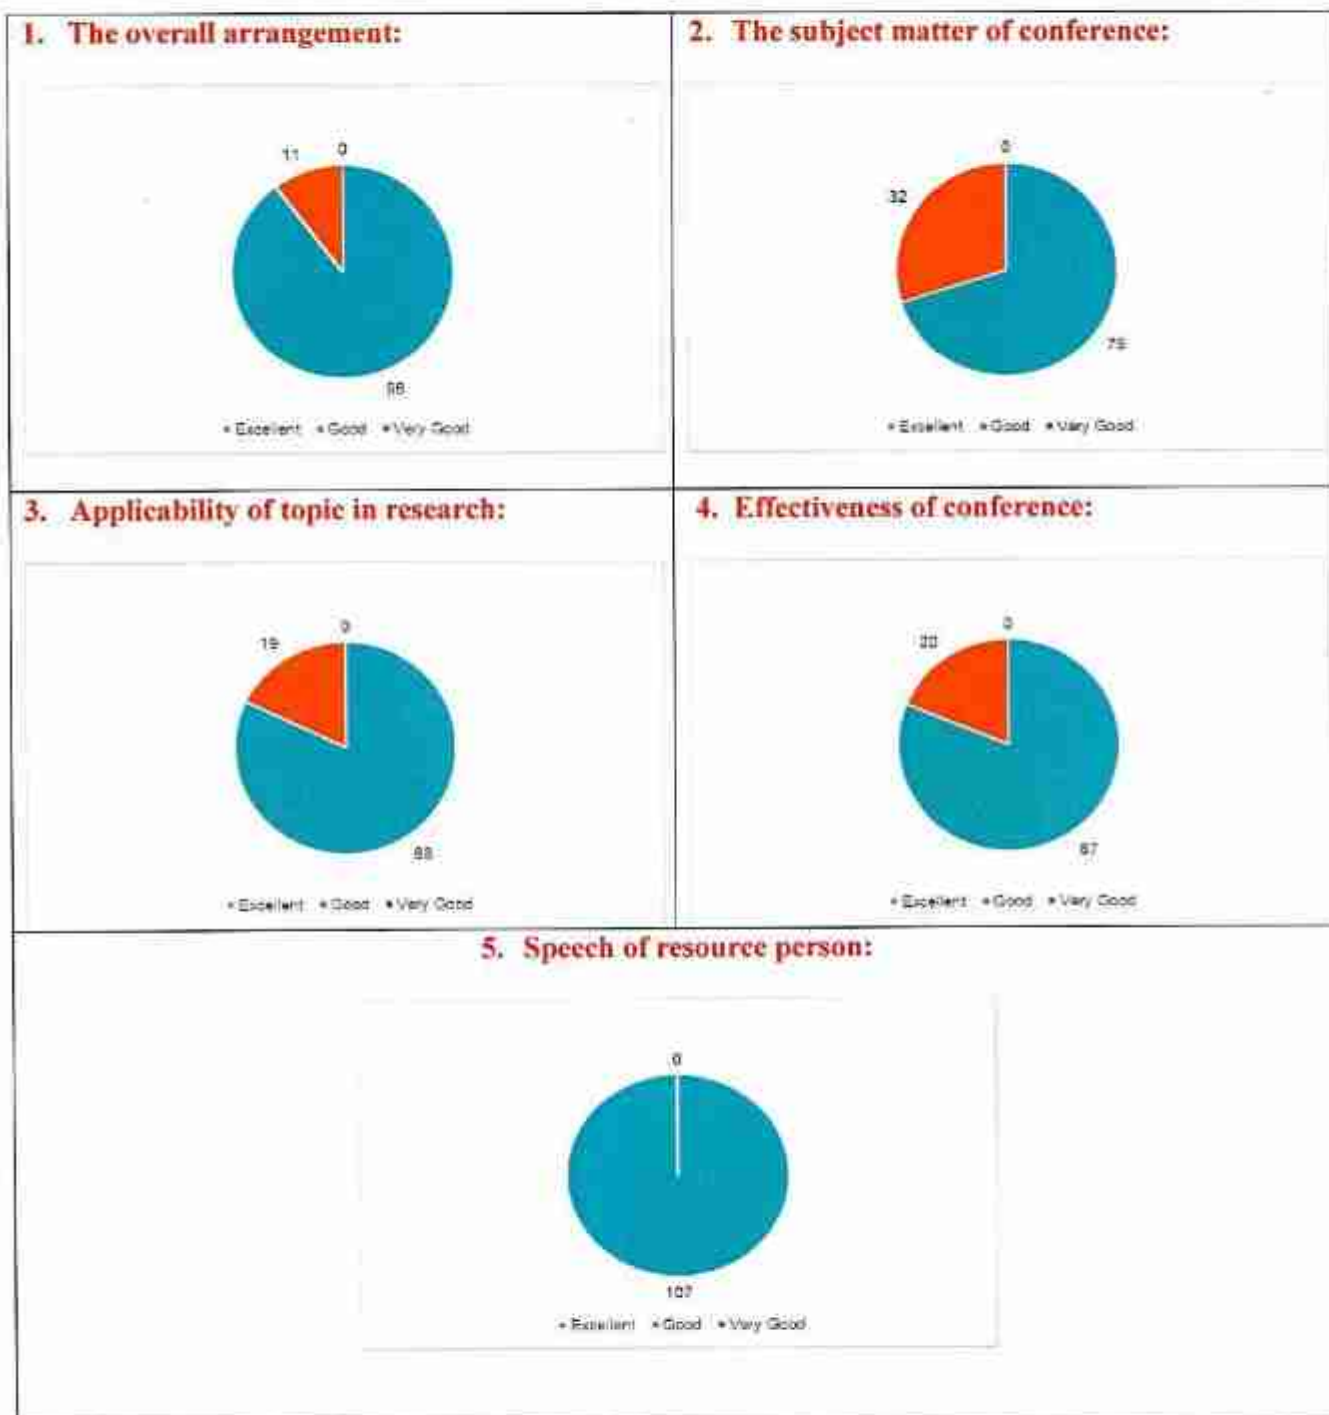 1. The overall arrangement:
11 0
96
Excellent Good Very Good
2. The subject matter of conference:
0
32
75
Excellent Good Very Good
3. Applicability of topic in research:
19 0
88
Excellent Good Very Good
4. Effectiveness of conference:
20 0
87
Excellent Good Very Good
5. Speech of resource person:
0
107
Excellent Good Very Good